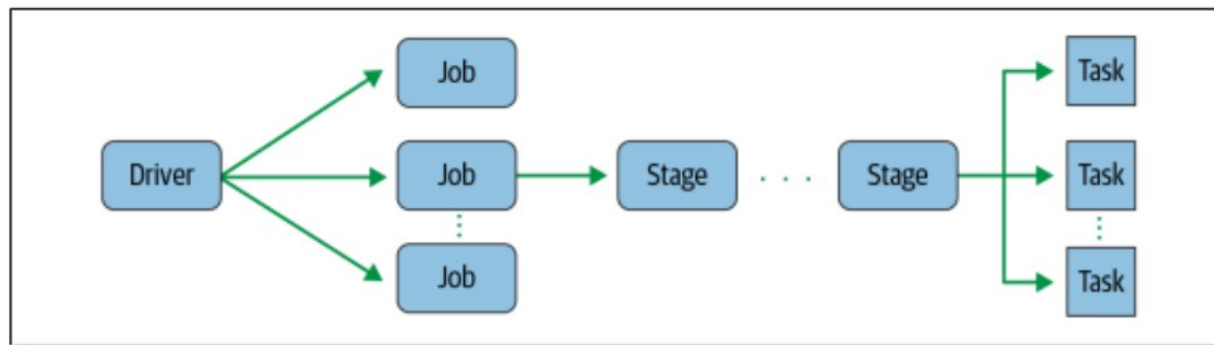 Job
Task
Driver
Job
Stage
. . .
Stage
Task
Job
Task